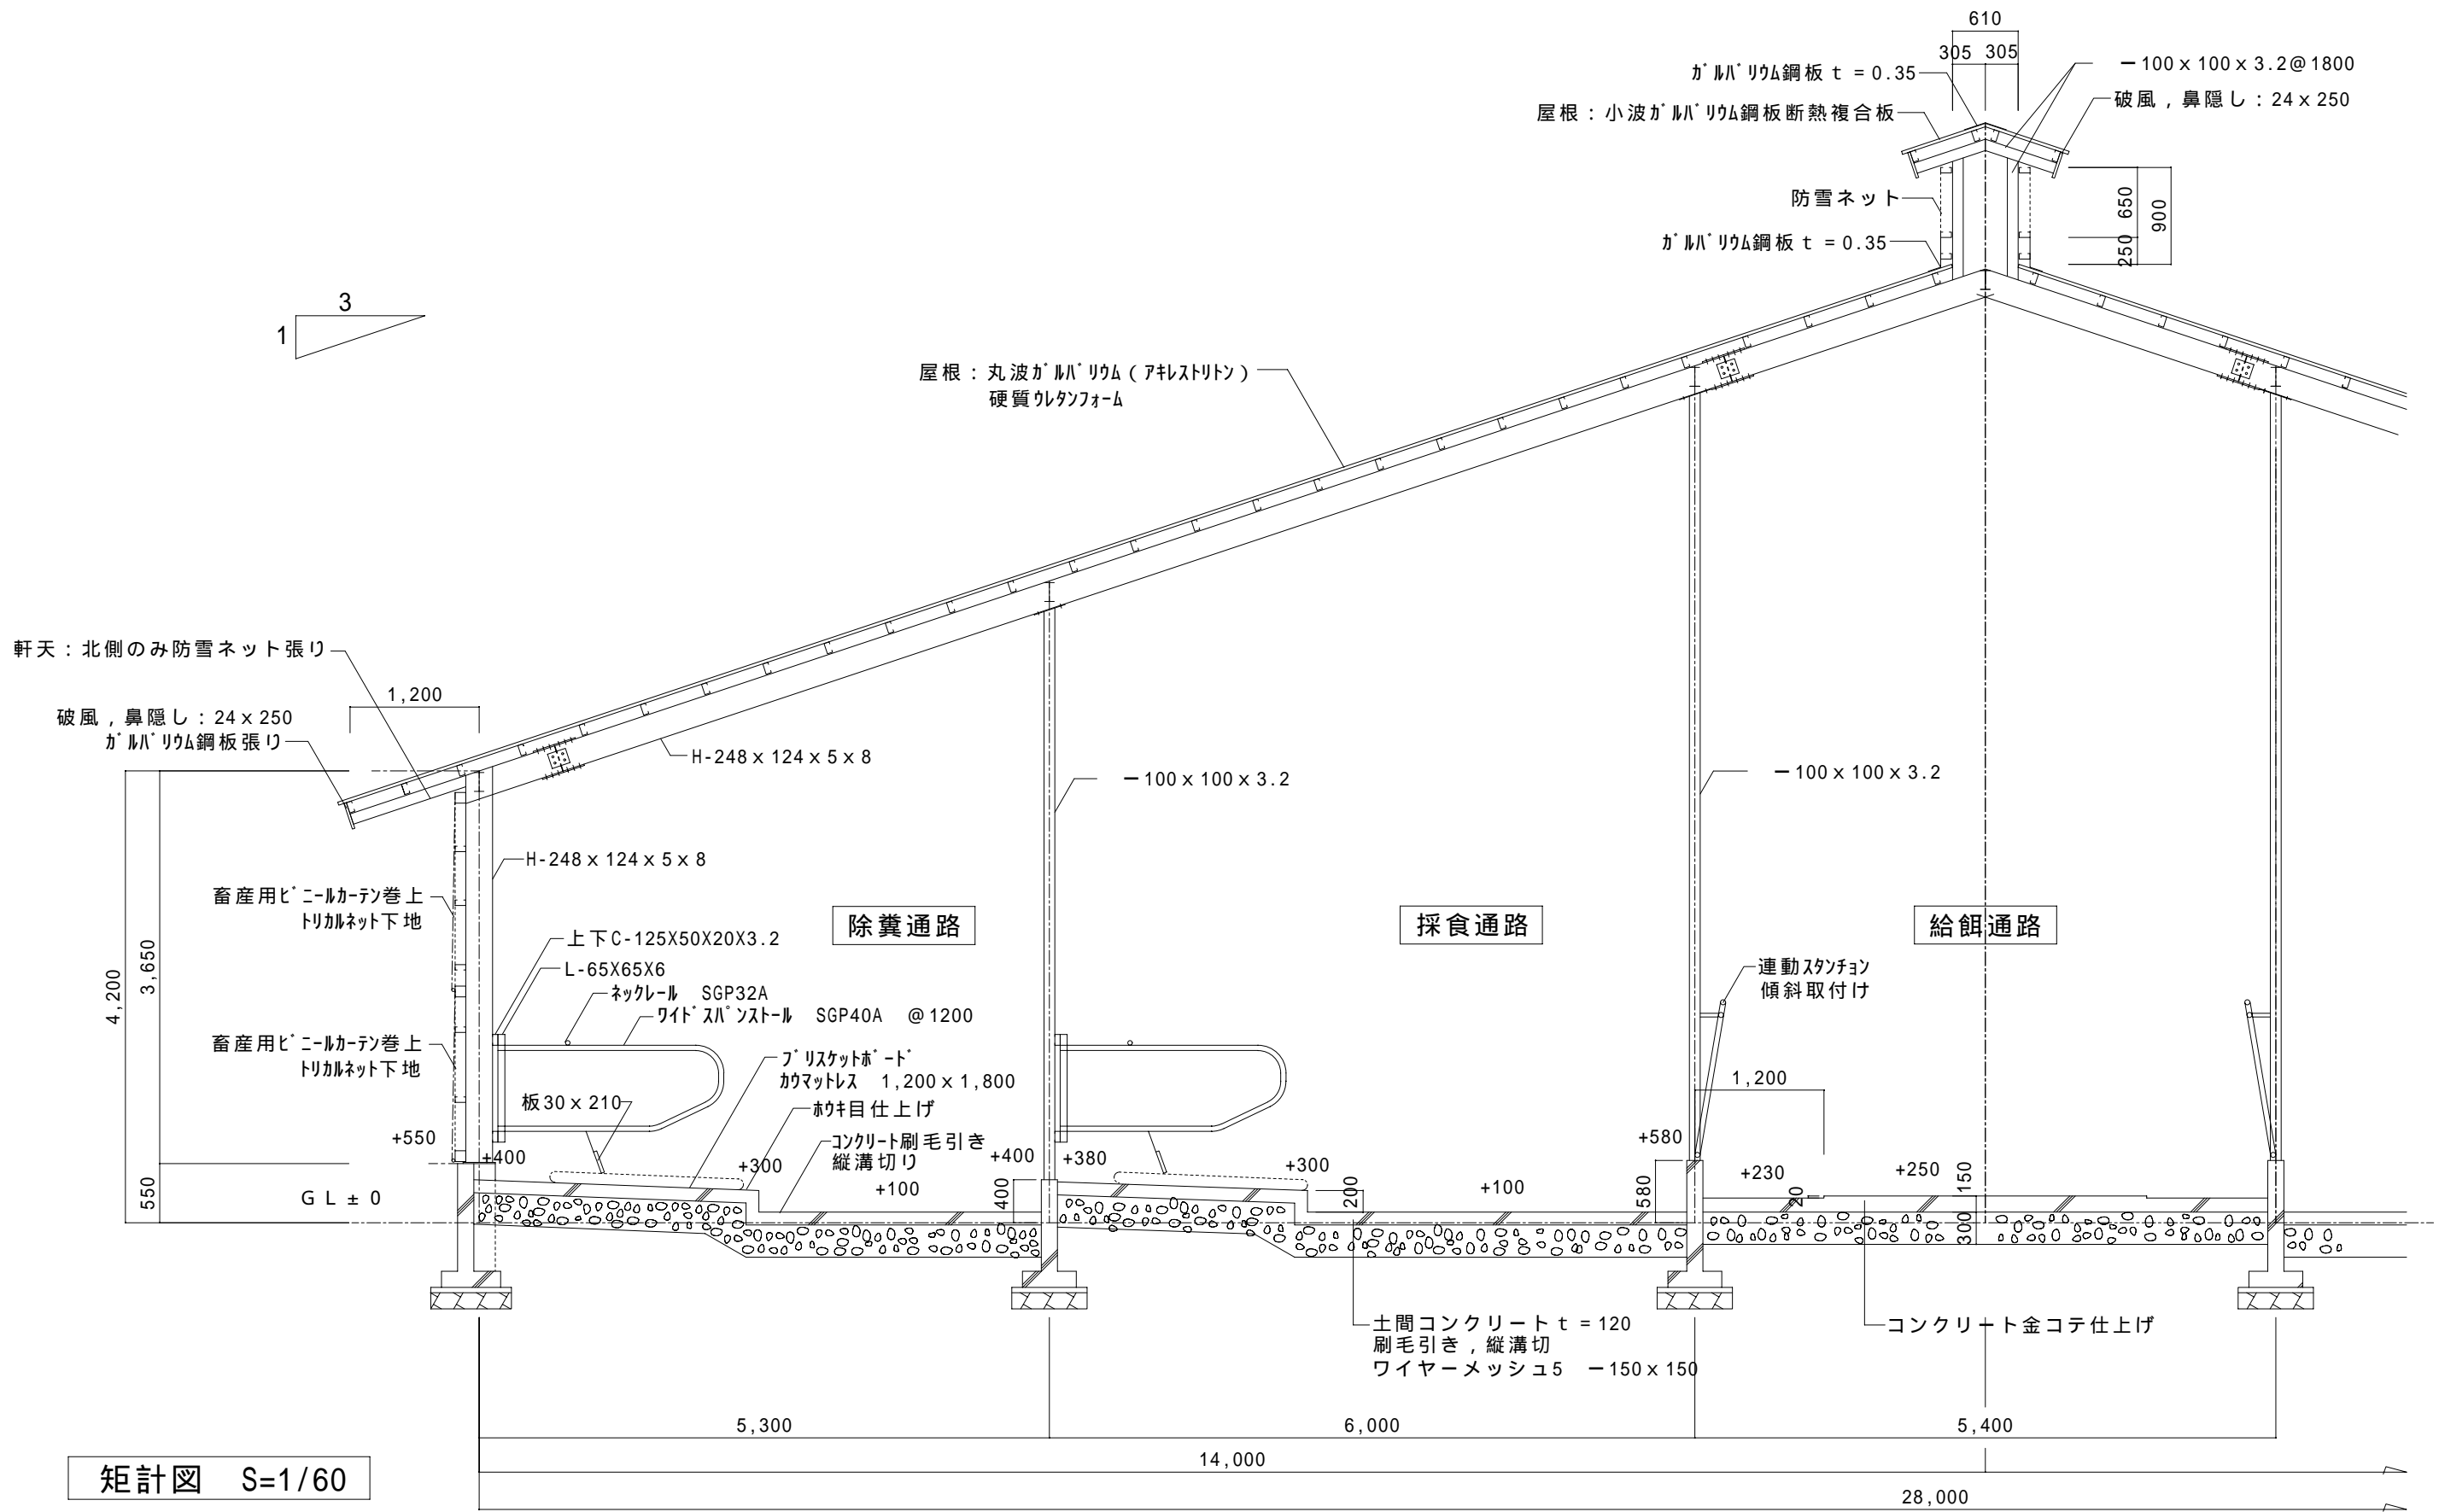 610
305 305
ガルバリウム鋼板 t = 0.35
－100 x 100 x 3.2@1800
屋根：小波ガルバリウム鋼板断熱複合板
破風，鼻隠し：24 x 250
防雪ネット
ガルバリウム鋼板 t = 0.35
650
250
900
3
1
屋根：丸波ガルバリウム（アキレストリトン）
硬質ウレタンフォーム
軒天：北側のみ防雪ネット張り
1,200
破風，鼻隠し：24 x 250
ガルバリウム鋼板張り
H-248 x 124 x 5 x 8
－100 x 100 x 3.2
－100 x 100 x 3.2
H-248 x 124 x 5 x 8
畜産用ビニールカーテン巻上
トリカルネット下地
除糞通路
採食通路
給餌通路
上下C-125X50X20X3.2
L-65X65X6
ネックレール SGP32A
ワイドスパンストール SGP40A @1200
連動スタンチョン
傾斜取付け
4,200
3,650
畜産用ビニールカーテン巻上
トリカルネット下地
ブリスケットボード
カウマットレス 1,200 x 1,800
1,200
板30 x 210
ホウキ目仕上げ
コンクリート刷毛引き
縦溝切り
+550
+400
+300
+100
+400
+380
+300
+100
+580
+230
+250
550
GL±0
400
200
580
20
150
300
土間コンクリート t = 120
刷毛引き，縦溝切
ワイヤーメッシュ5 －150 x 150
コンクリート金コテ仕上げ
5,300
6,000
5,400
14,000
28,000
矩計図 S=1/60